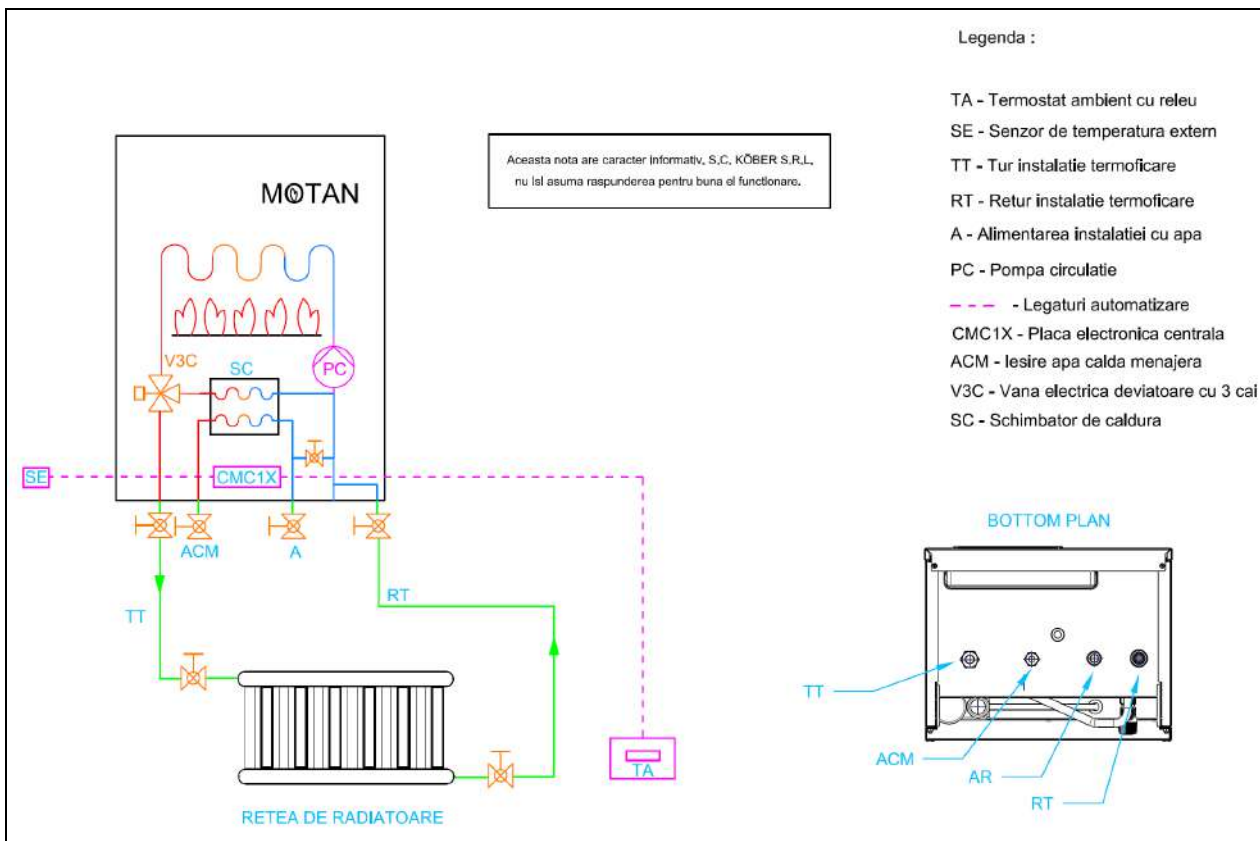 Legenda :
TA - Termostat ambient cu releu
SE - Senzor de temperatura extern
TT - Tur instalatie termoficare
RT - Retur instalatie termoficare
A - Alimentarea instalatiei cu apa
PC - Pompa circulatie
- Legaturi automatizare
CMC1X - Placa electronica centrala
ACM - Iesire apa calda menajera
V3C - Vana electrica deviatoare cu 3 cai
SC - Schimbator de caldura
Aceasta nota are caracter informativ, S.C. KÖBER S.R.L.
nu isi asuma raspunderea pentru buna ei functionare.
MOTAN
V3C
SC
PC
SE
CMC1X
ACM
A
TT
RT
TA
RETEA DE RADIATOARE
BOTTOM PLAN
TT
ACM
AR
RT